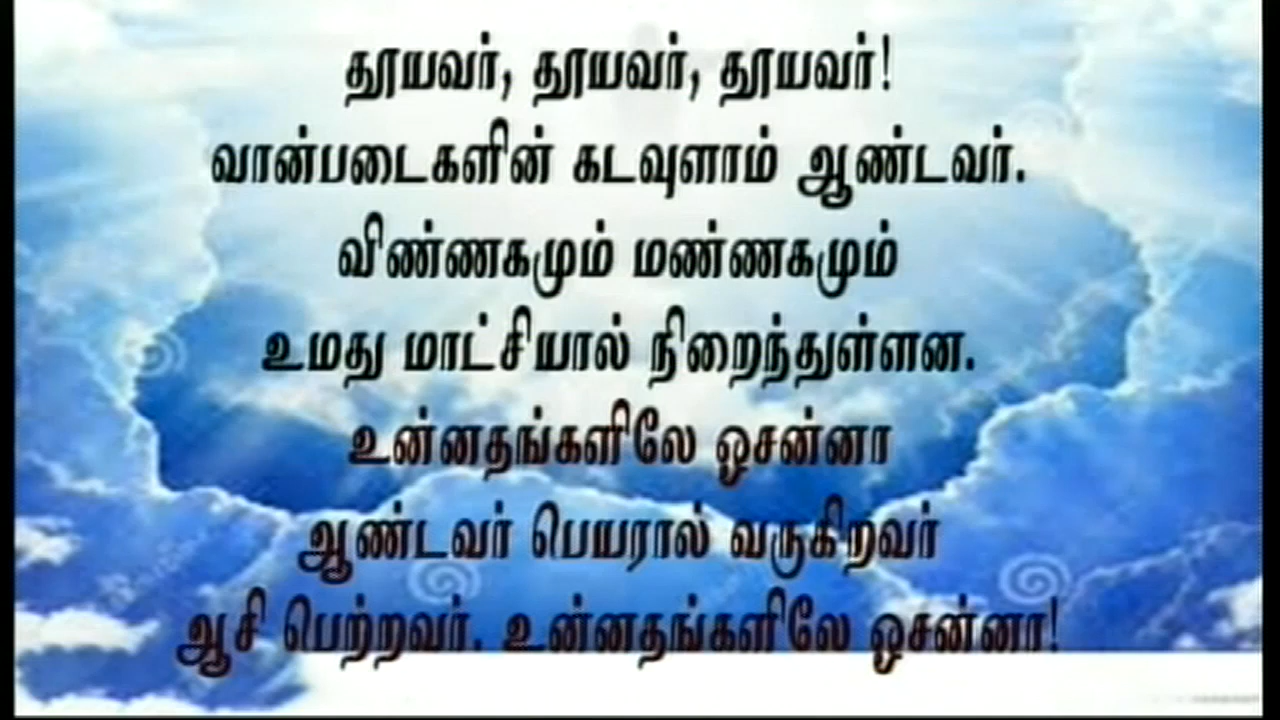 தூயவர், தூயவர், தூயவர்!
வான்படைகளின் கடவுளாம் ஆண்டவர்.
விண்ணகமும் மண்ணகமும்
உமது மாட்சியால் நிறைந்துள்ளன.
உன்னதங்களிலே ஓசன்னா
ஆண்டவர் பெயரால் வருகிறவர்
ஆசி பெற்றவர். உன்னதங்களிலே ஓசன்னா!